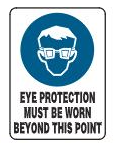 EYE PROTECTION
MUST BE WORN
BEYOND THIS POINT